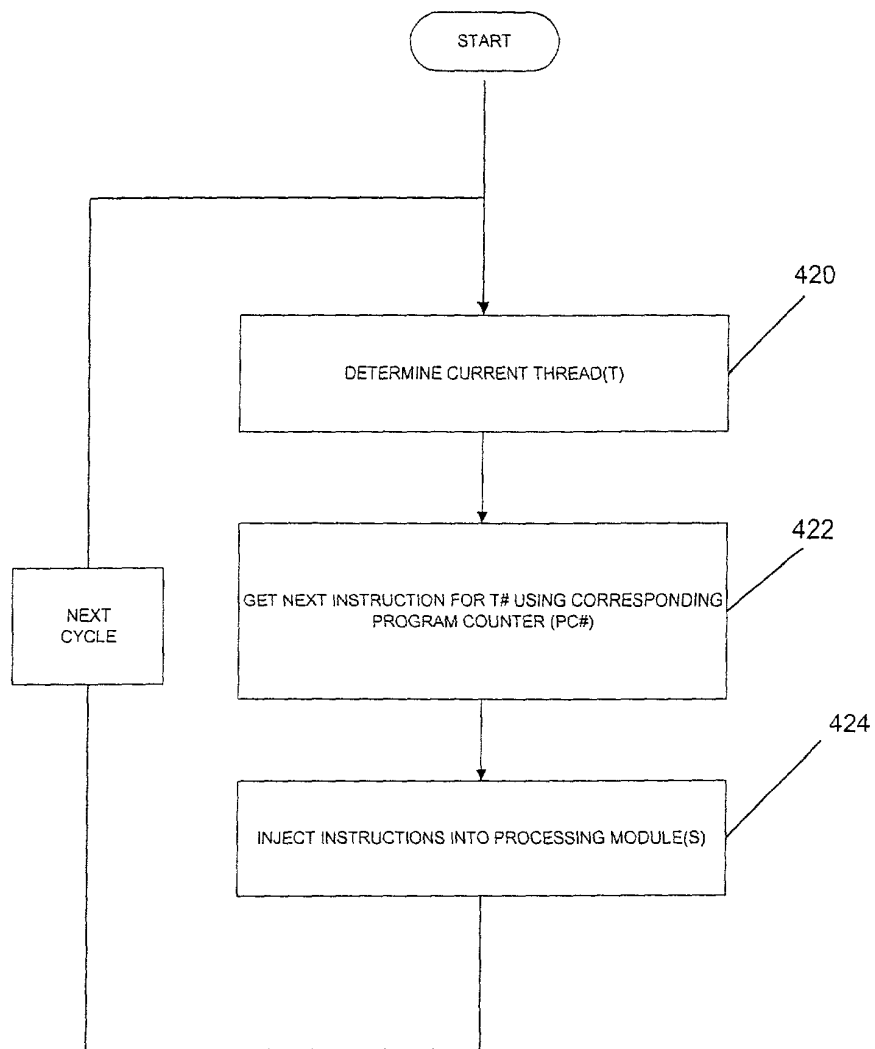 START
420
DETERMINE CURRENT THREAD(T)
422
GET NEXT INSTRUCTION FOR T# USING CORRESPONDING
PROGRAM COUNTER (PC#)
NEXT
CYCLE
424
INJECT INSTRUCTIONS INTO PROCESSING MODULE(S)